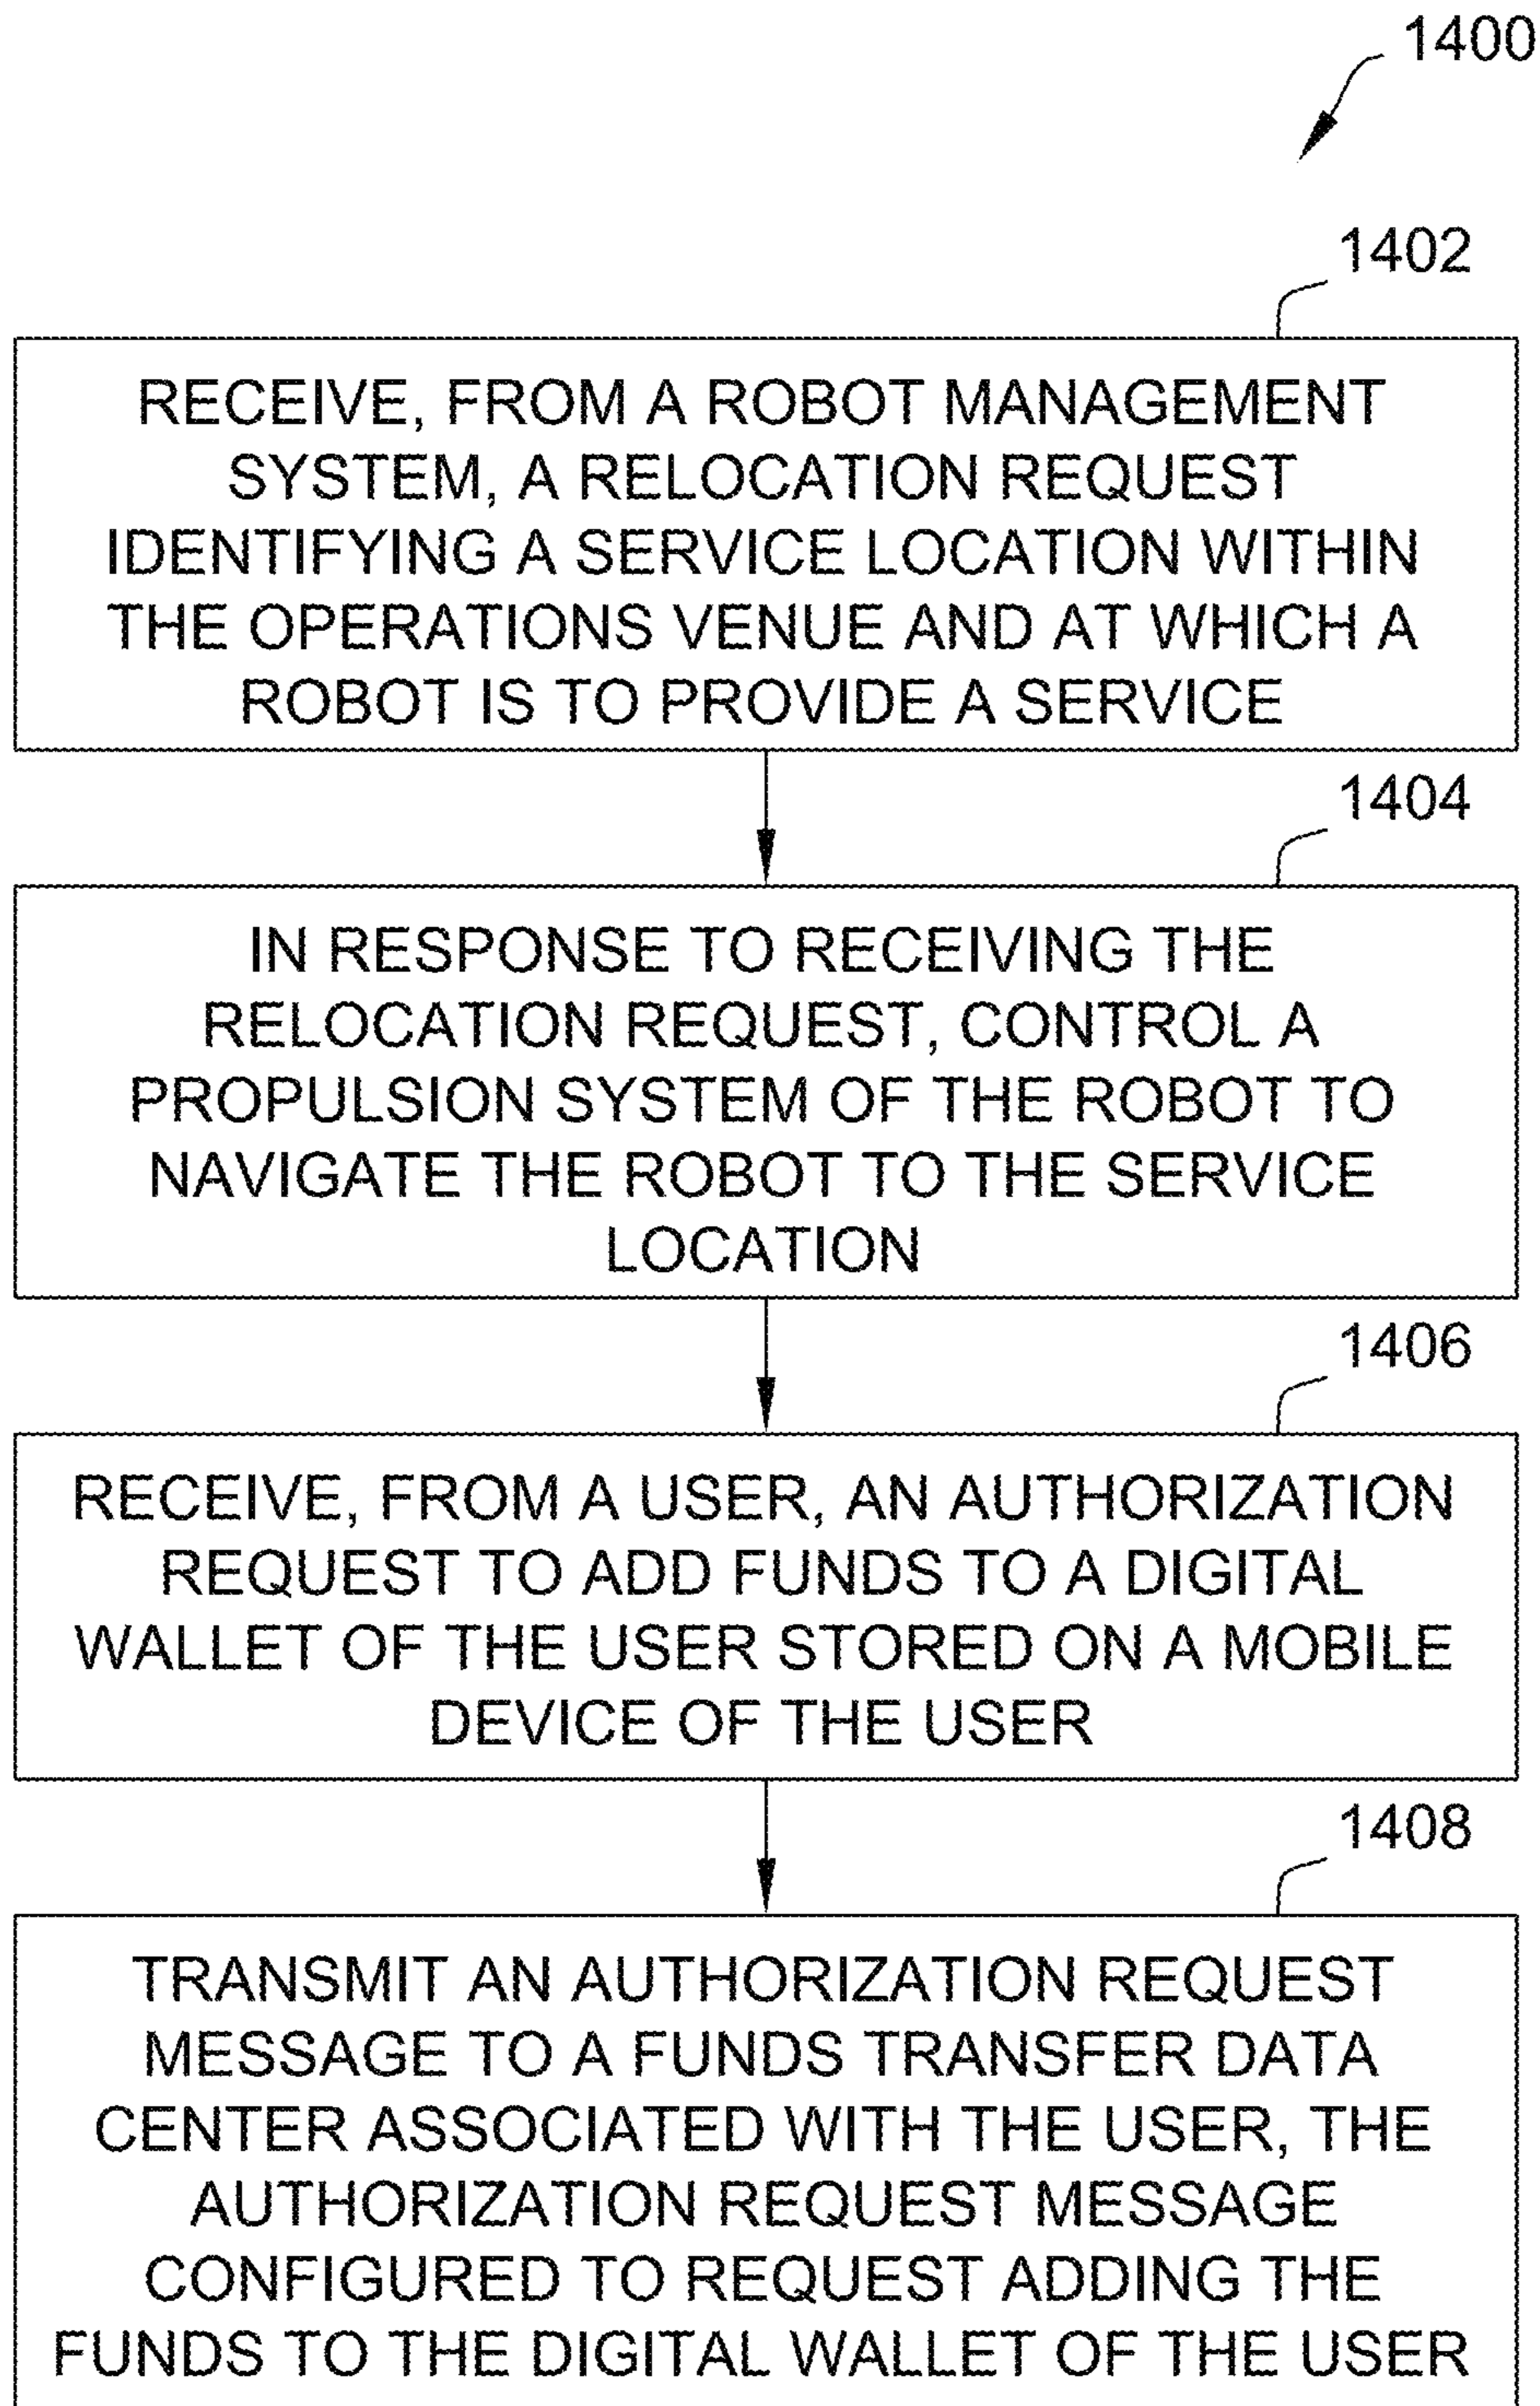 1400
1402
RECEIVE, FROM A ROBOT MANAGEMENT
SYSTEM, A RELOCATION REQUEST
IDENTIFYING A SERVICE LOCATION WITHIN
THE OPERATIONS VENUE AND AT WHICH A
ROBOT IS TO PROVIDE A SERVICE
1404
IN RESPONSE TO RECEIVING THE
RELOCATION REQUEST, CONTROL A
PROPULSION SYSTEM OF THE ROBOT TO
NAVIGATE THE ROBOT TO THE SERVICE
LOCATION
1406
RECEIVE, FROM A USER, AN AUTHORIZATION
REQUEST TO ADD FUNDS TO A DIGITAL
WALLET OF THE USER STORED ON A MOBILE
DEVICE OF THE USER
1408
TRANSMIT AN AUTHORIZATION REQUEST
MESSAGE TO A FUNDS TRANSFER DATA
CENTER ASSOCIATED WITH THE USER, THE
AUTHORIZATION REQUEST MESSAGE
CONFIGURED TO REQUEST ADDING THE
FUNDS TO THE DIGITAL WALLET OF THE USER